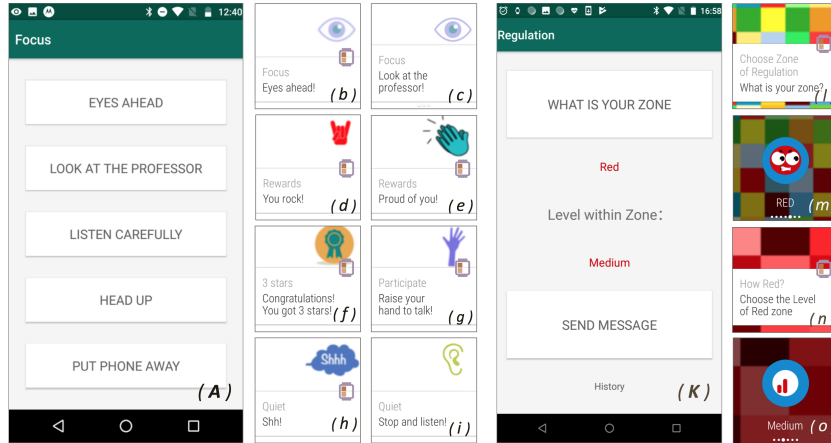 12:40
Focus
EYES AHEAD
LOOK AT THE PROFESSOR
LISTEN CAREFULLY
HEAD UP
PUT PHONE AWAY
(A)
Focus
Eyes ahead!
(b)
Focus
Look at the
professor!
(c)
Rewards
You rock!
(d)
Rewards
Proud of you!
(e)
3 stars
Congratulations!
You got 3 stars!
(f)
Participate
Raise your
hand to talk!
(g)
Shhh
Quiet
Shh!
(h)
Quiet
Stop and listen!
(i)
16:58
Regulation
WHAT IS YOUR ZONE
Red
Level within Zone:
Medium
SEND MESSAGE
History
(K)
Choose Zone
of Regulation
What is your zone?
(l
RED
(m
How Red?
Choose the Level
of Red zone
(n
Medium
(o